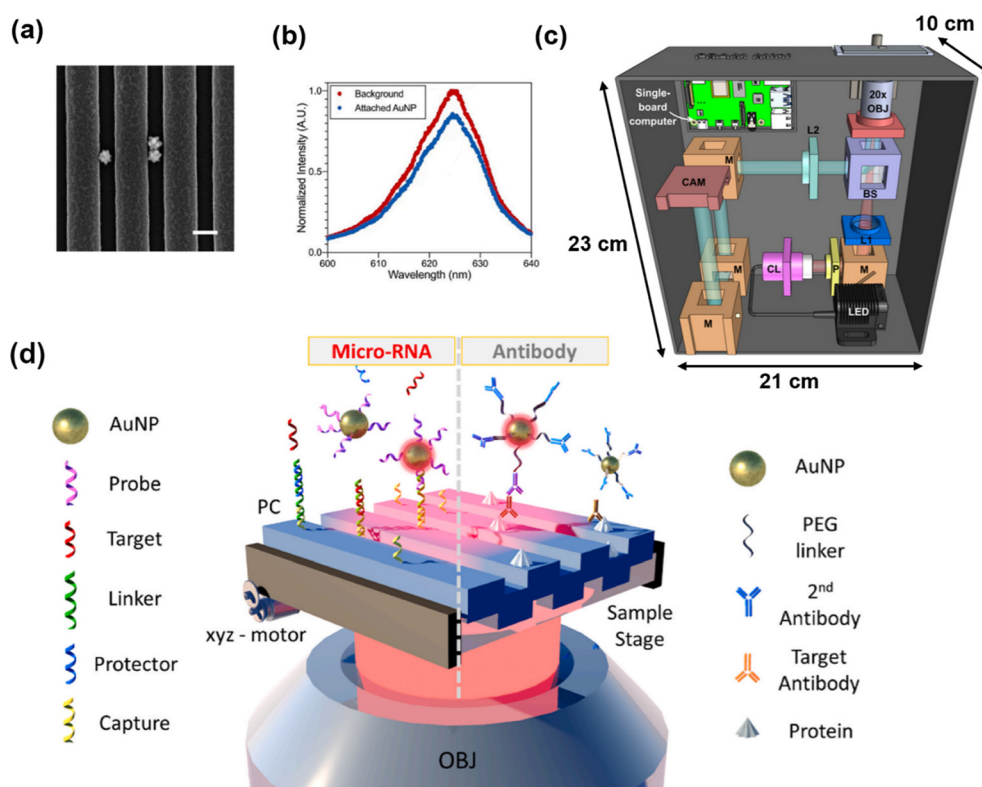 (a)
(b)
Background
Attached AuNP
Normalized Intensity (A.U.)
1.0
0.5
0.0
600
610
620
630
640
Wavelength (nm)
(c)
10 cm
23 cm
21 cm
Single-
board
computer
20x
OBJ
L2
M
CAM
BS
L1
M
CL
P
M
LED
M
(d)
Micro-RNA
Antibody
AuNP
Probe
Target
Linker
Protector
Capture
PC
xyz - motor
Sample
Stage
OBJ
AuNP
PEG
linker
2nd
Antibody
Target
Antibody
Protein